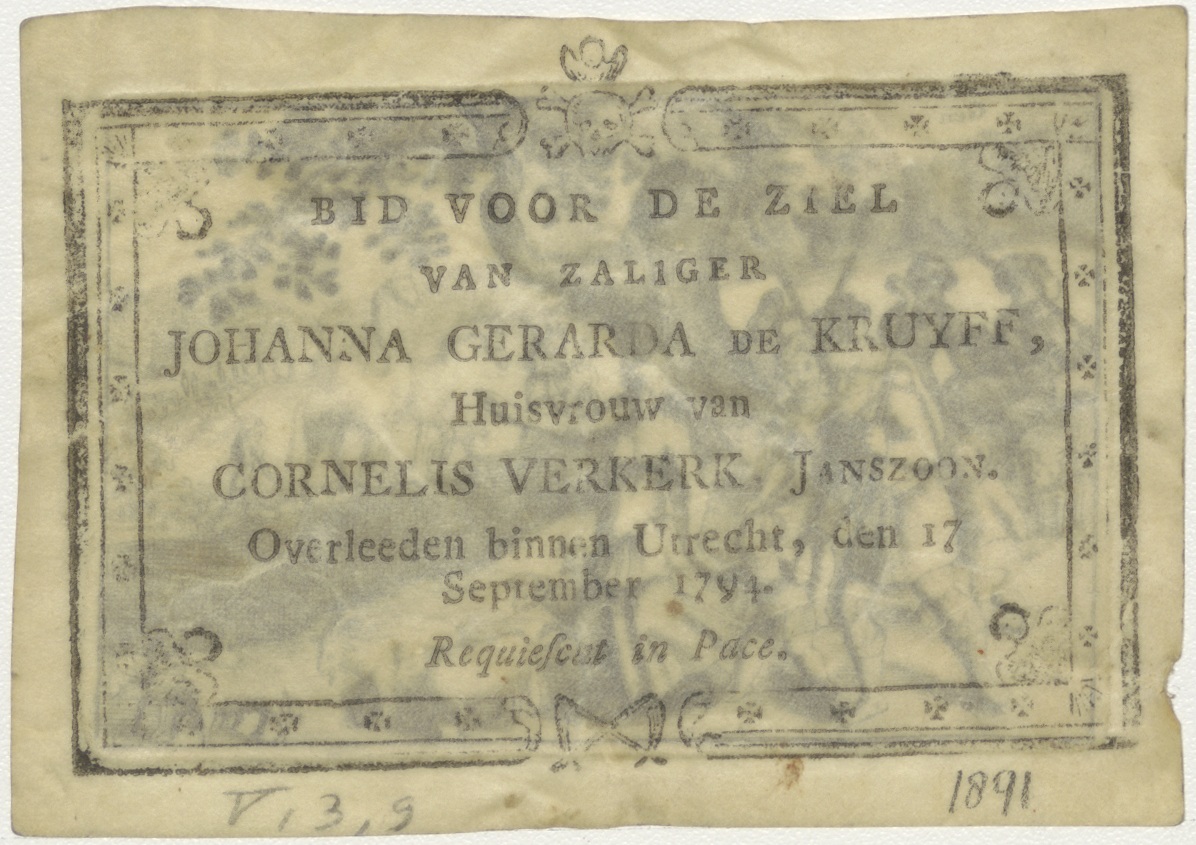 BID VOOR DE ZIEL
VAN ZALIGER
JOHANNA GERARDA DE KRUYFF,
Huisvrouw van
CORNELIS VERKERK JANSZOON.
Overleeden binnen Utrecht, den 17
September 1794.
Requieſcat in Pace.
V, 3, 9
1891